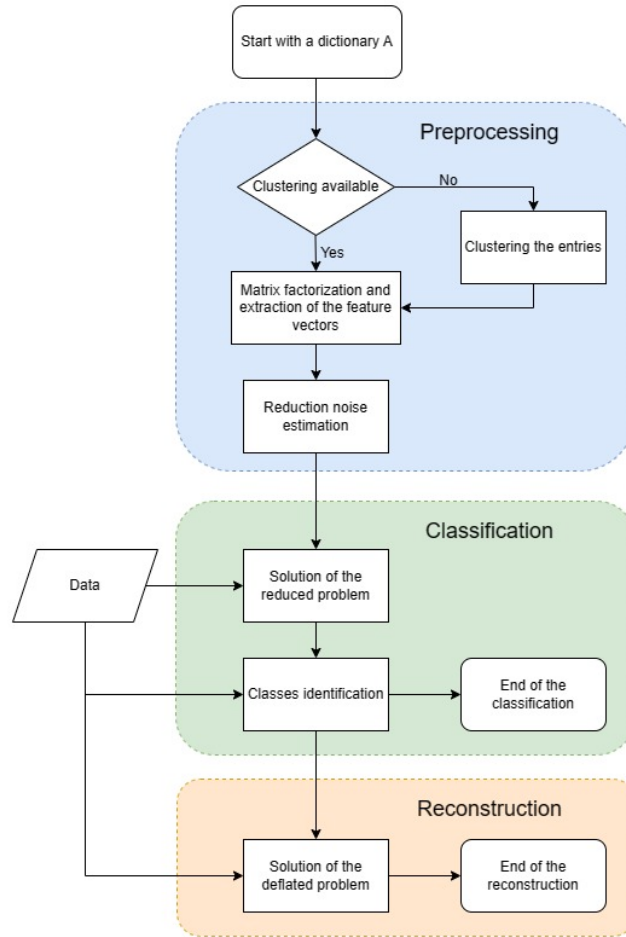 Start with a dictionary A
Preprocessing
Clustering available
No
Yes
Clustering the entries
Matrix factorization and
extraction of the feature
vectors
Reduction noise
estimation
Classification
Data
Solution of the
reduced problem
Classes identification
End of the
classification
Reconstruction
Solution of the
deflated problem
End of the
reconstruction